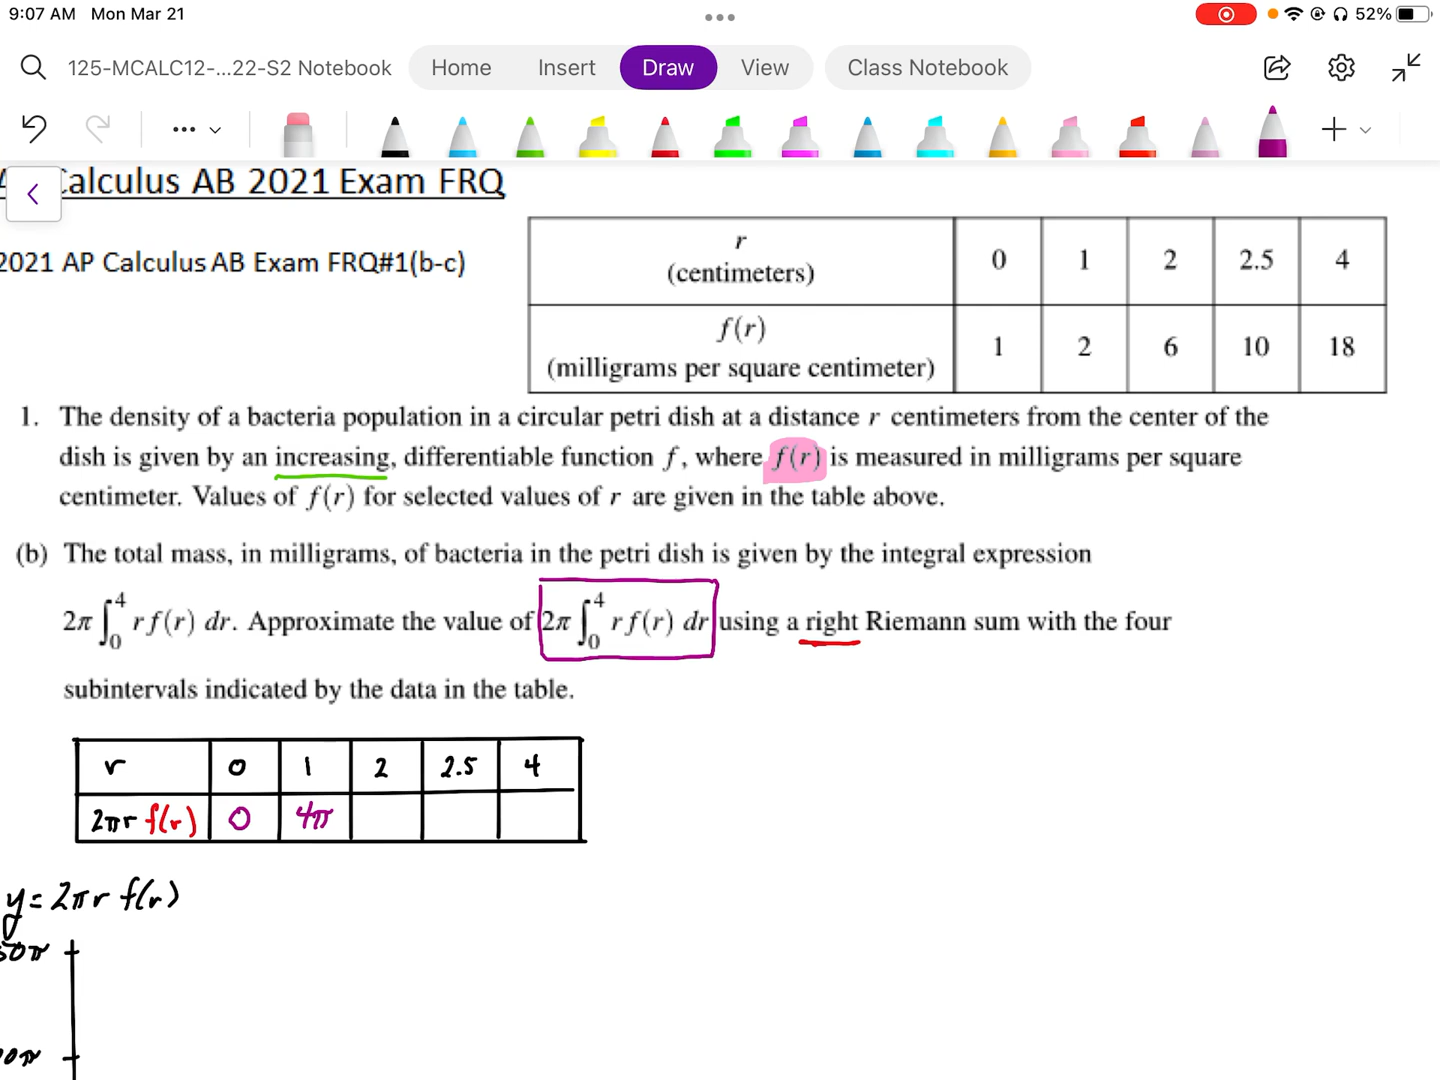 9:07 AM Mon Mar 21
52%
125-MCALC12-...22-S2 Notebook Home Insert Draw View Class Notebook
Calculus AB 2021 Exam FRQ
2021 AP Calculus AB Exam FRQ#1(b-c)
r (centimeters) 0 1 2 2.5 4
f(r) (milligrams per square centimeter) 1 2 6 10 18
1. The density of a bacteria population in a circular petri dish at a distance r centimeters from the center of the
dish is given by an increasing, differentiable function f, where f(r) is measured in milligrams per square
centimeter. Values of f(r) for selected values of r are given in the table above.
(b) The total mass, in milligrams, of bacteria in the petri dish is given by the integral expression
2π ∫₀⁴ r f(r) dr. Approximate the value of 2π ∫₀⁴ r f(r) dr using a right Riemann sum with the four
subintervals indicated by the data in the table.
r 0 1 2 2.5 4
2πr f(r) 0 4π
y = 2πr f(r)
50π